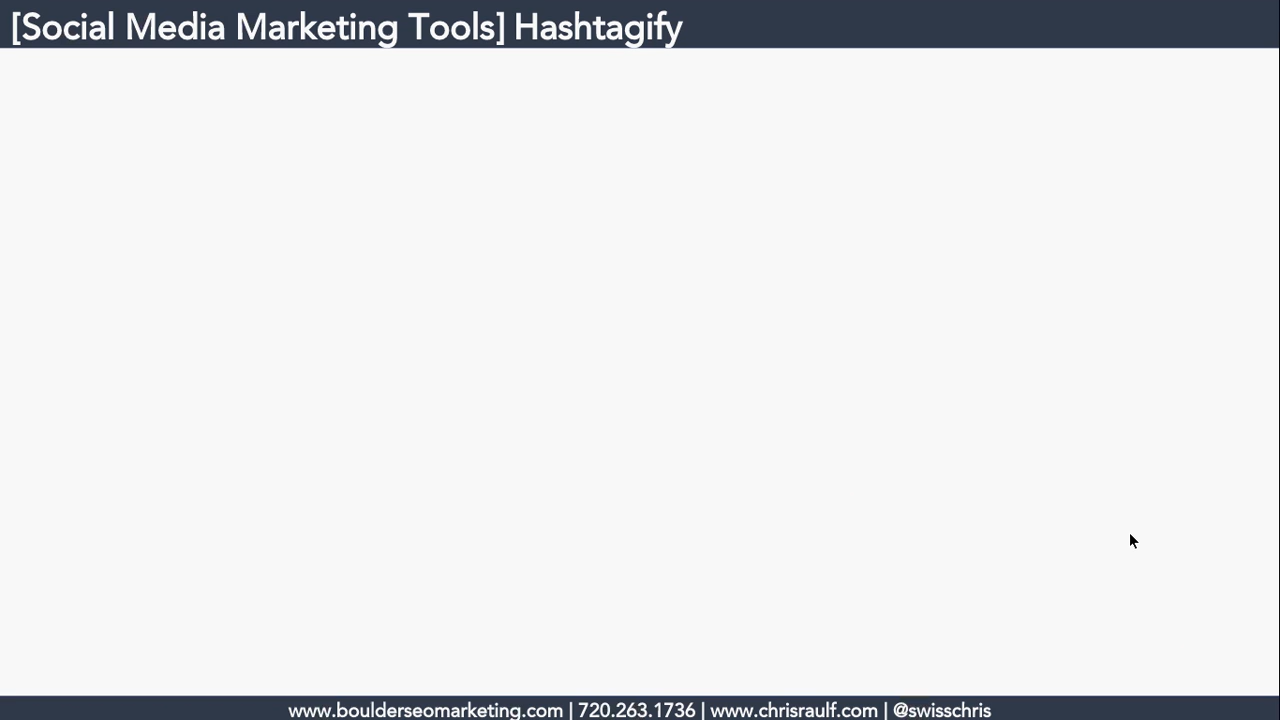 [Social Media Marketing Tools] Hashtagify
www.boulderseomarketing.com | 720.263.1736 | www.chrisraulf.com | @swisschris